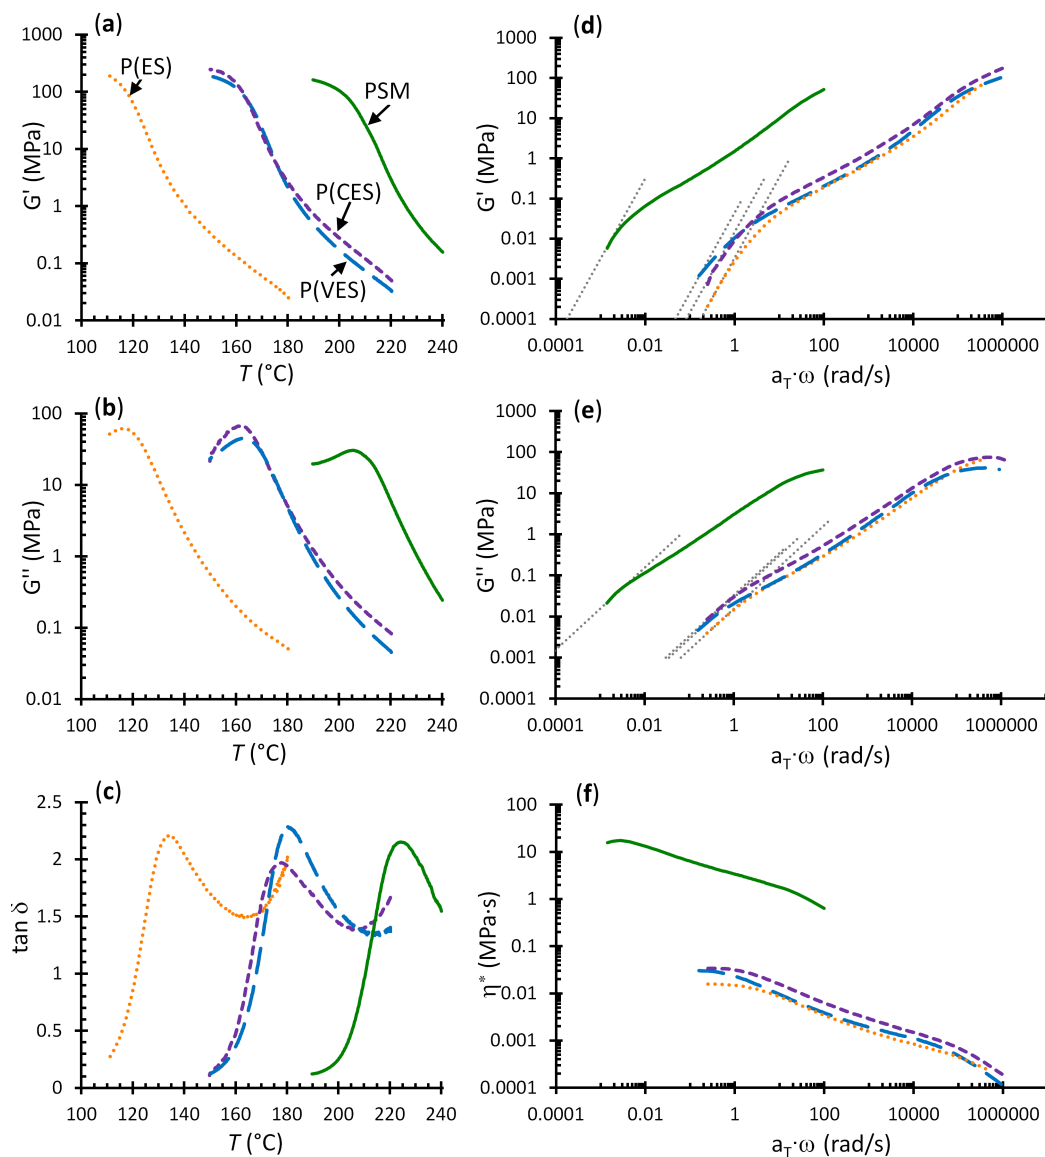 (a)
1000
100
10
1
0.1
0.01
G' (MPa)
P(ES)
PSM
P(CES)
P(VES)
100 120 140 160 180 200 220 240
T (°C)
(d)
1000
100
10
1
0.1
0.01
0.001
0.0001
G' (MPa)
0.0001 0.01 1 100 10000 1000000
aT·ω (rad/s)
(b)
100
10
1
0.1
0.01
G'' (MPa)
100 120 140 160 180 200 220 240
T (°C)
(e)
1000
100
10
1
0.1
0.01
0.001
0.0001
G'' (MPa)
0.0001 0.01 1 100 10000 1000000
aT·ω (rad/s)
(c)
2.5
2
1.5
1
0.5
0
tan δ
100 120 140 160 180 200 220 240
T (°C)
(f)
100
10
1
0.1
0.01
0.001
0.0001
η* (MPa·s)
0.0001 0.01 1 100 10000 1000000
aT·ω (rad/s)